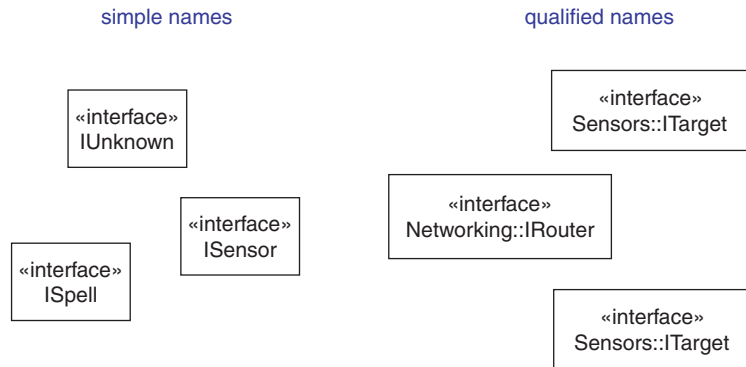 simple names
qualified names
«interface»
IUnknown
«interface»
ISensor
«interface»
ISpell
«interface»
Sensors::ITarget
«interface»
Networking::IRouter
«interface»
Sensors::ITarget